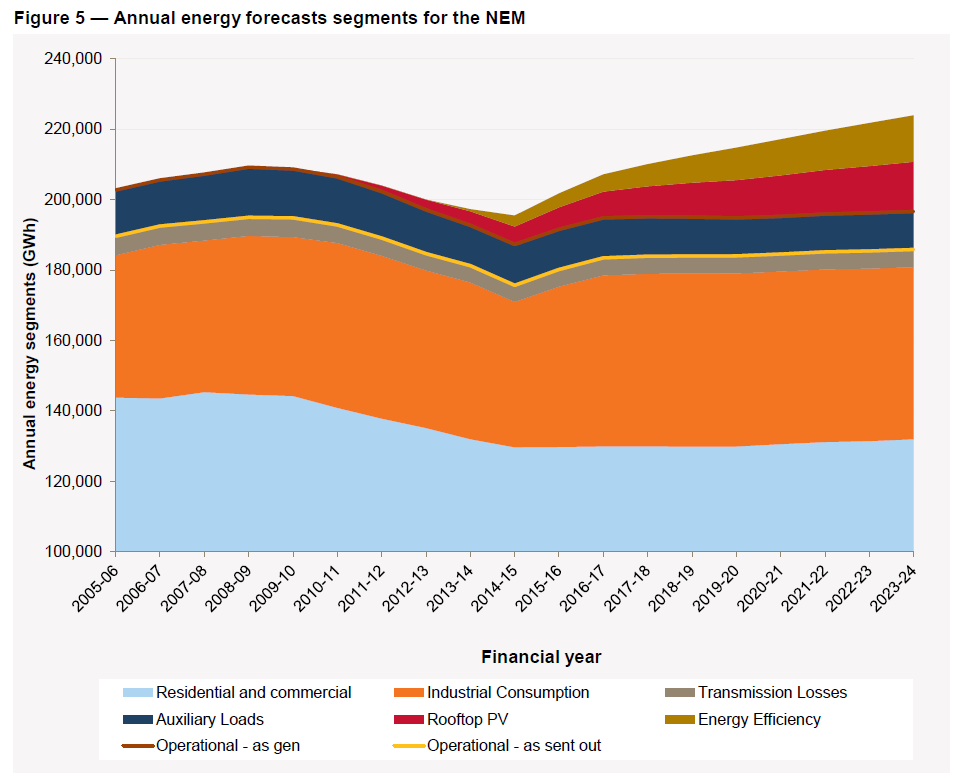 Figure 5 — Annual energy forecasts segments for the NEM
Annual energy segments (GWh)
240,000
220,000
200,000
180,000
160,000
140,000
120,000
100,000
2005-06
2006-07
2007-08
2008-09
2009-10
2010-11
2011-12
2012-13
2013-14
2014-15
2015-16
2016-17
2017-18
2018-19
2019-20
2020-21
2021-22
2022-23
2023-24
Financial year
Residential and commercial
Industrial Consumption
Transmission Losses
Auxiliary Loads
Rooftop PV
Energy Efficiency
Operational - as gen
Operational - as sent out